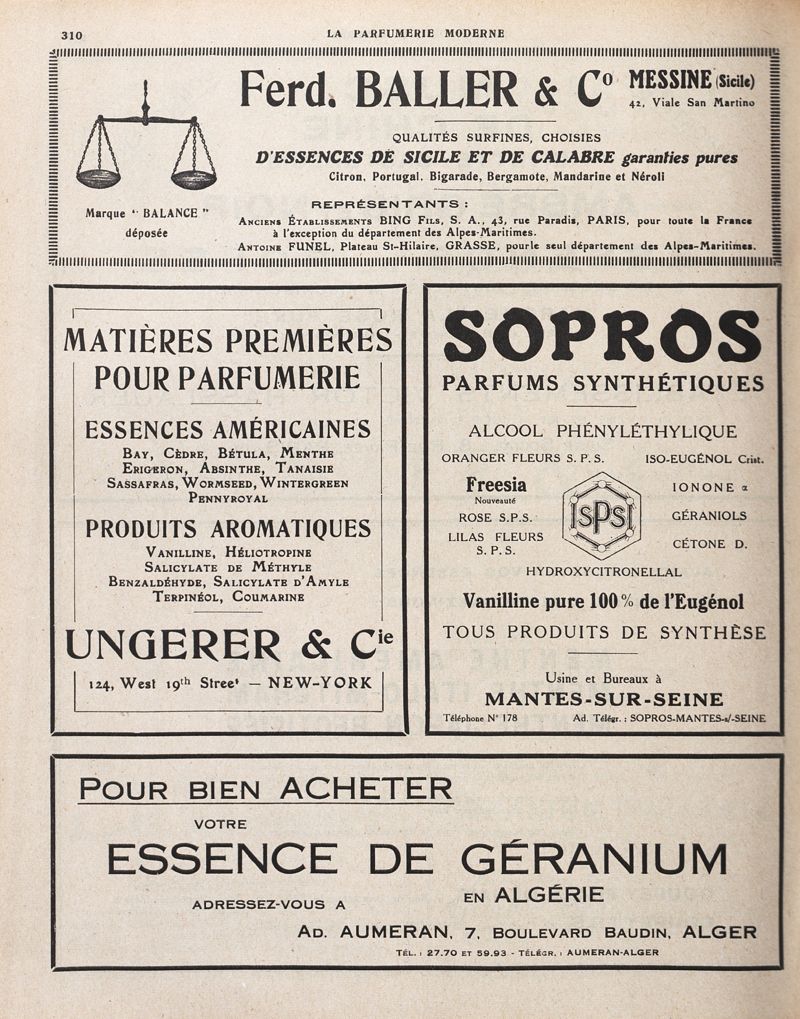 310
LA PARFUMERIE MODERNE
Ferd. BALLER & Cº MESSINE (Sicile)
42, Viale San Martino
QUALITÉS SURFINES, CHOISIES
D'ESSENCES DE SICILE ET DE CALABRE garanties pures
Citron, Portugal, Bigarade, Bergamote, Mandarine et Néroli
Marque “ BALANCE ”
déposée
REPRÉSENTANTS :
ANCIENS ÉTABLISSEMENTS BING FILS, S. A., 43, rue Paradis, PARIS, pour toute la France
à l'exception du département des Alpes-Maritimes.
ANTOINE FUNEL, Plateau St-Hilaire, GRASSE, pour le seul département des Alpes-Maritimes.
MATIÈRES PREMIÈRES
POUR PARFUMERIE
ESSENCES AMÉRICAINES
BAY, CÈDRE, BÉTULA, MENTHE
ERIGERON, ABSINTHE, TANAISIE
SASSAFRAS, WORMSEED, WINTERGREEN
PENNYROYAL
PRODUITS AROMATIQUES
VANILLINE, HÉLIOTROPINE
SALICYLATE DE MÉTHYLE
BENZALDÉHYDE, SALICYLATE D'AMYLE
TERPINÉOL, COUMARINE
UNGERER & Cie
124, West 19th Street — NEW-YORK
SOPROS
PARFUMS SYNTHÉTIQUES
ALCOOL PHÉNYLÉTHYLIQUE
ORANGER FLEURS S. P. S.
ISO-EUGÉNOL Crist.
Freesia
Nouveauté
ROSE S.P.S.
LILAS FLEURS
S. P. S.
SPS
IONONE α
GÉRANIOLS
CÉTONE D.
HYDROXYCITRONELLAL
Vanilline pure 100 % de l'Eugénol
TOUS PRODUITS DE SYNTHÈSE
Usine et Bureaux à
MANTES-SUR-SEINE
Téléphone N° 178 Ad. Télégr. : SOPROS-MANTES-s/-SEINE
POUR BIEN ACHETER
VOTRE
ESSENCE DE GÉRANIUM
EN ALGÉRIE
ADRESSEZ-VOUS A
AD. AUMERAN, 7, BOULEVARD BAUDIN, ALGER
TÉL. : 27.70 ET 59.93 - TÉLÉGR. : AUMERAN-ALGER